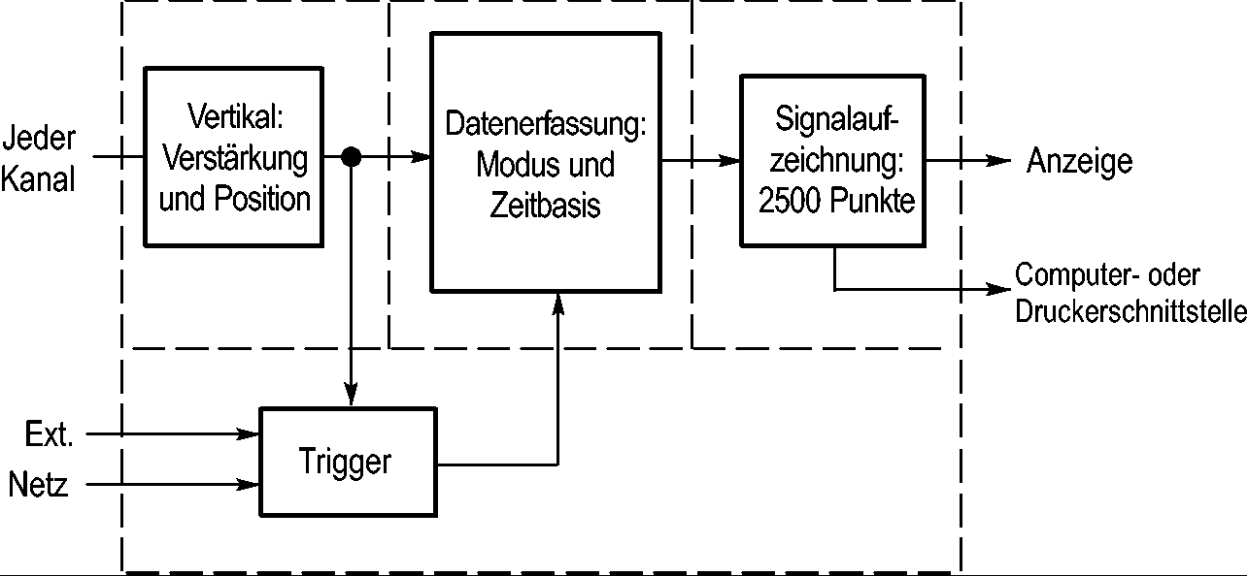 Jeder
Kanal
Vertikal:
Verstärkung
und Position
Datenerfassung:
Modus und
Zeitbasis
Signalauf-
zeichnung:
2500 Punkte
Anzeige
Computer- oder
Druckerschnittstelle
Ext.
Netz
Trigger